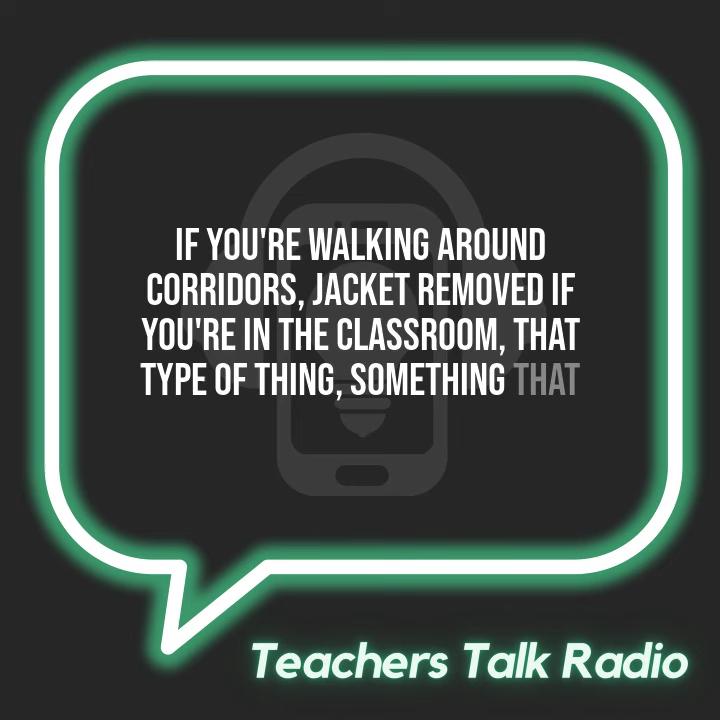 IF YOU'RE WALKING AROUND
CORRIDORS, JACKET REMOVED IF
YOU'RE IN THE CLASSROOM, THAT
TYPE OF THING, SOMETHING THAT
Teachers Talk Radio